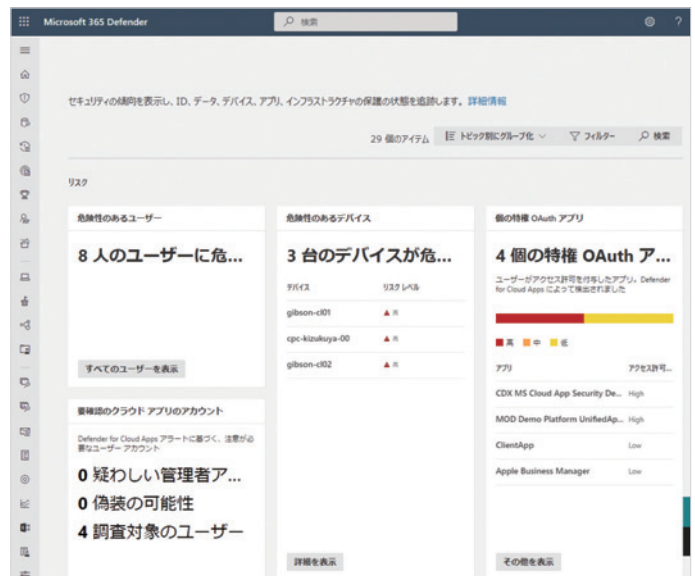 Microsoft 365 Defender
検索
?
セキュリティの傾向を表示し、ID、データ、デバイス、アプリ、インフラストラクチャの保護の状態を追跡します。 詳細情報
29 個のアイテム トピック別にグループ化 フィルター 検索
リスク
危険性のあるユーザー
8 人のユーザーに危...
すべてのユーザーを表示
要確認のクラウド アプリのアカウント
Defender for Cloud Apps アラートに基づく、注意が必
要なユーザー アカウント
0 疑わしい管理者ア...
0 偽装の可能性
4 調査対象のユーザー
危険性のあるデバイス
3 台のデバイスが危...
デバイス リスク レベル
gibson-cl01 高
cpc-kizukuya-00 高
gibson-cl02 高
詳細を表示
個の特権 OAuth アプリ
4 個の特権 OAuth ア...
ユーザーがアクセス許可を付与したアプリ。Defender
for Cloud Apps によって検出されました
高 中 低
アプリ アクセス許可...
CDX MS Cloud App Security De... High
MOD Demo Platform UnifiedAp... High
ClientApp Low
Apple Business Manager Low
その他を表示